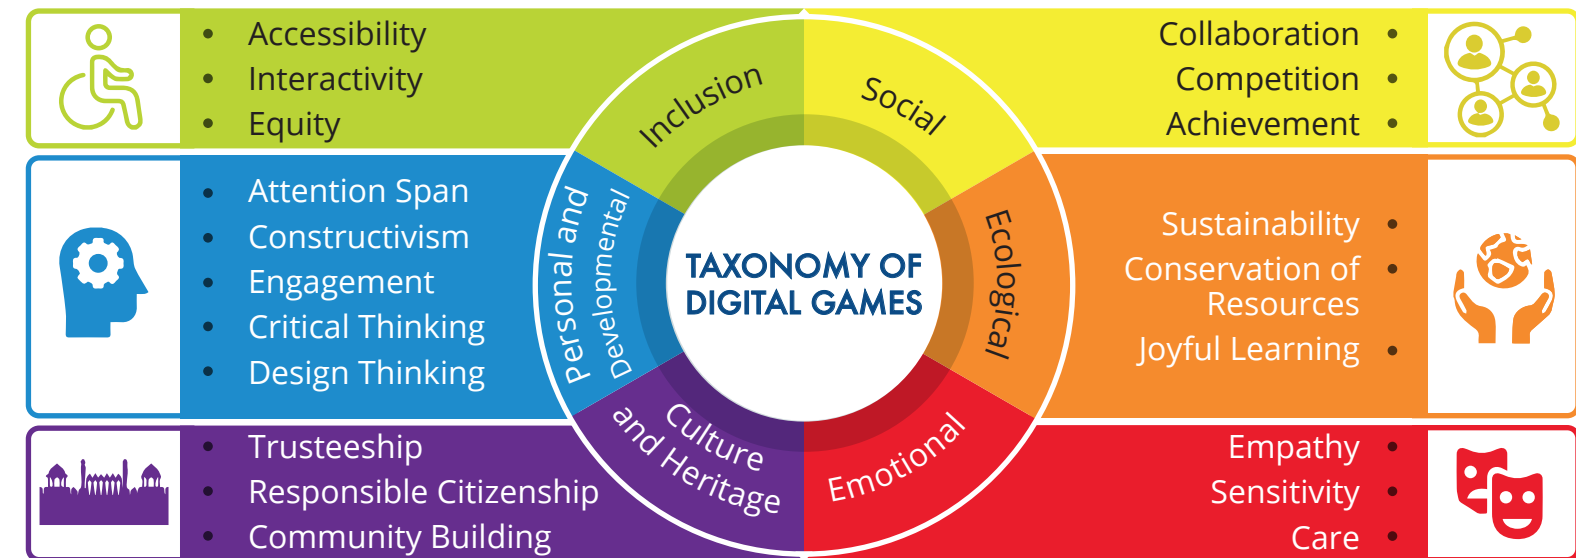 • Accessibility
• Interactivity
• Equity
Inclusion
Social
Collaboration •
Competition •
Achievement •
• Attention Span
• Constructivism
• Engagement
• Critical Thinking
• Design Thinking
Personal and
Developmental
TAXONOMY OF
DIGITAL GAMES
Ecological
Sustainability •
Conservation of •
Resources
Joyful Learning •
• Trusteeship
• Responsible Citizenship
• Community Building
Culture
and Heritage
Emotional
Empathy •
Sensitivity •
Care •